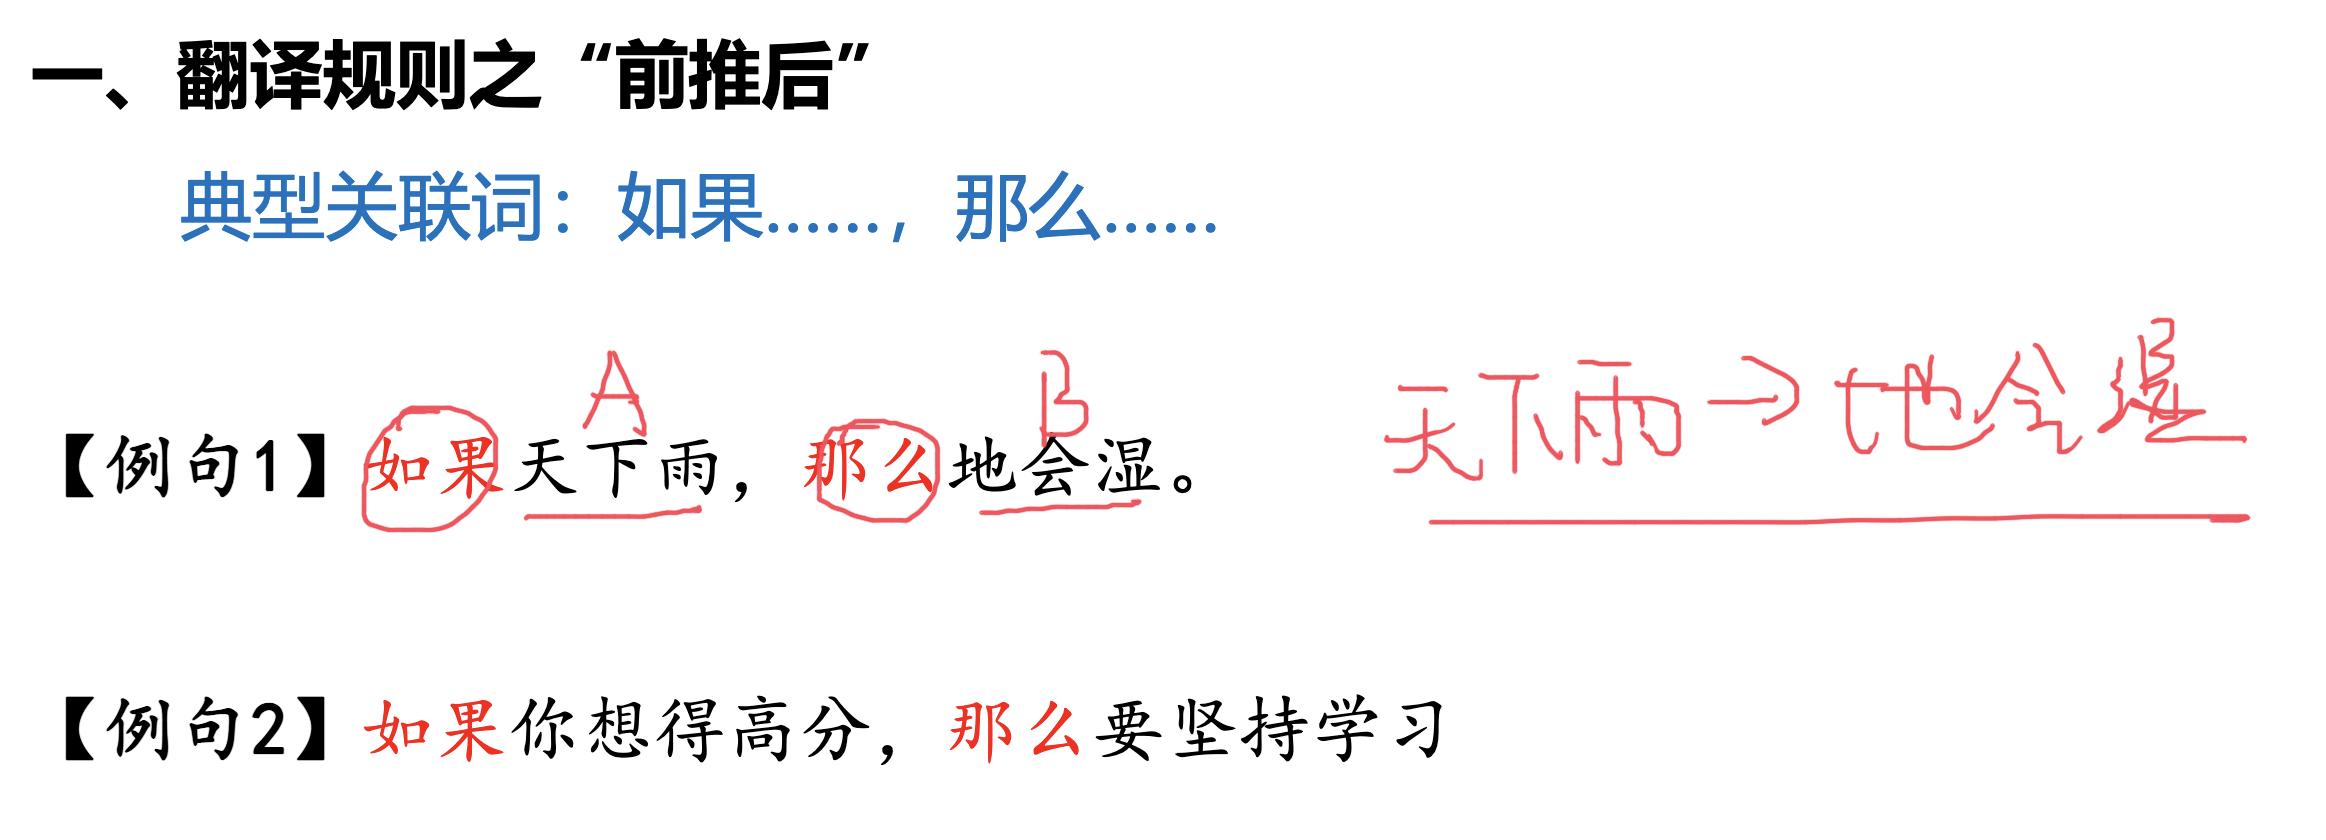 一、翻译规则之“前推后”
典型关联词：如果……，那么……
A B
【例句1】如果天下雨，那么地会湿。 天下雨→地会湿
【例句2】如果你想得高分，那么要坚持学习